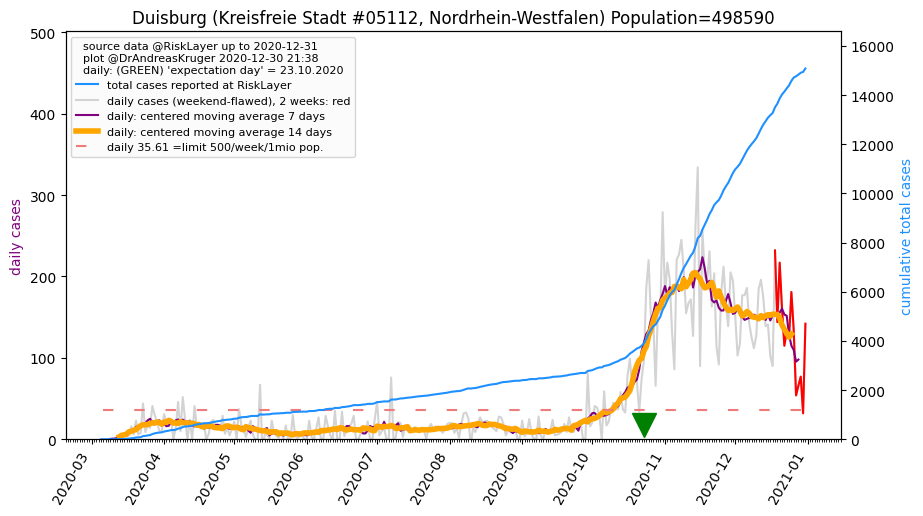 Duisburg (Kreisfreie Stadt #05112, Nordrhein-Westfalen) Population=498590
source data @RiskLayer up to 2020-12-31
plot @DrAndreasKruger 2020-12-30 21:38
daily: (GREEN) 'expectation day' = 23.10.2020
total cases reported at RiskLayer
daily cases (weekend-flawed), 2 weeks: red
daily: centered moving average 7 days
daily: centered moving average 14 days
daily 35.61 =limit 500/week/1mio pop.
daily cases
500
400
300
200
100
0
cumulative total cases
16000
14000
12000
10000
8000
6000
4000
2000
0
2020-03
2020-04
2020-05
2020-06
2020-07
2020-08
2020-09
2020-10
2020-11
2020-12
2021-01